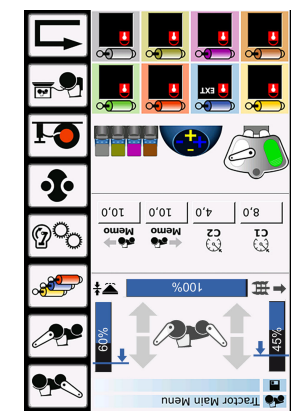 Tractor Main Menu
45%
60%
100%
C1 C2 Memo Memo
8,0 4,0 10,0 10,0
EXT